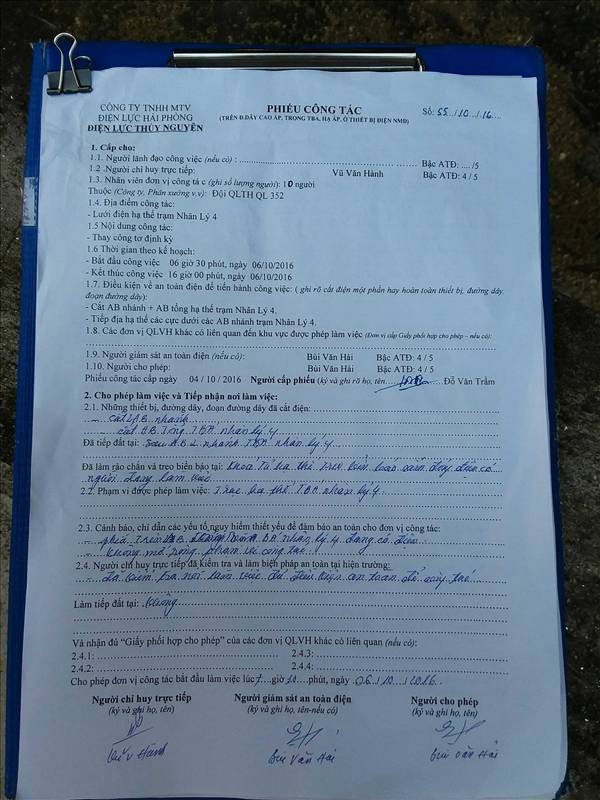 CÔNG TY TNHH MTV
ĐIỆN LỰC HẢI PHÒNG
ĐIỆN LỰC THỦY NGUYÊN
PHIẾU CÔNG TÁC
(TRÊN Đ.DÂY CAO ÁP, TRONG TBA, HẠ ÁP, Ở THIẾT BỊ ĐIỆN NMĐ)
Số: 55../10../16...
1. Cấp cho:
1.1. Người lãnh đạo công việc (nếu có) : ........ Bậc ATĐ: .... /5
1.2 .Người chỉ huy trực tiếp: Vũ Văn Hành Bậc ATĐ: 4 / 5
1.3. Nhân viên đơn vị công tá c (ghi số lượng người): 10 người
Thuộc (Công ty, Phân xưởng v.v): Đội QLTH QL 352
1.4. Địa điểm công tác:
- Lưới điện hạ thế trạm Nhân Lý 4
1.5 Nội dung công tác:
- Thay công tơ định kỳ
1.6 Thời gian theo kế hoạch:
- Bắt đầu công việc 06 giờ 30 phút, ngày 06/10/2016
- Kết thúc công việc 16 giờ 00 phút, ngày 06/10/2016
1.7. Điều kiện về an toàn điện để tiến hành công việc: ( ghi rõ cắt điện một phần hay hoàn toàn thiết bị, đường dây,
đoạn đường dây):
- Cắt AB nhánh + AB tổng hạ thế trạm Nhân Lý 4.
- Tiếp địa hạ thế các cực dưới các AB nhánh trạm Nhân Lý 4.
1.8. Các đơn vị QLVH khác có liên quan đến khu vực được phép làm việc (Đơn vị cấp Giấy phối hợp cho phép – nếu có):
1.9. Người giám sát an toàn điện (nếu có): Bùi Văn Hải Bậc ATĐ: 4 / 5
1.10. Người cho phép: Bùi Văn Hải Bậc ATĐ: 4 / 5
Phiếu công tác cấp ngày 04 / 10 / 2016 Người cấp phiếu (ký và ghi rõ họ, tên) Đỗ Văn Trầm
2. Cho phép làm việc và Tiếp nhận nơi làm việc:
2.1. Những thiết bị, đường dây, đoạn đường dây đã cắt điện:
- Cắt AB nhánh
- Cắt AB Tổng TBA nhân lý 4
Đã tiếp đất tại: Sau AB nhánh TBA nhân lý 4
Đã làm rào chắn và treo biển báo tại: Khóa Tủ hạ thế Treo biển báo cấm đóng điện có
người đang làm việc
2.2. Phạm vi được phép làm việc: Trục hạ thế TBA nhân lý 4
2.3. Cảnh báo, chỉ dẫn các yếu tố nguy hiểm thiết yếu để đảm bảo an toàn cho đơn vị công tác:
- phía Trên AB TBA nhân lý 4 đang có điện
- không mở rộng phạm vi công tác
2.4. Người chỉ huy trực tiếp đã kiểm tra và làm biện pháp an toàn tại hiện trường:
- Đã kiểm tra nơi làm việc đủ điều kiện an toàn để công tác
Làm tiếp đất tại: Không
Và nhận đủ “Giấy phối hợp cho phép” của các đơn vị QLVH khác có liên quan (nếu có):
2.4.1: ........ 2.4.3: ........
2.4.2: ........ 2.4.4: ........
Cho phép đơn vị công tác bắt đầu làm việc lúc 7 giờ phút, ngày 06/10/2016
Người chỉ huy trực tiếp Người giám sát an toàn điện Người cho phép
(ký và ghi họ, tên) (ký và ghi họ, tên-nếu có) (ký và ghi họ, tên)
Vũ V Hành Bùi Văn Hải Bùi Văn Hải